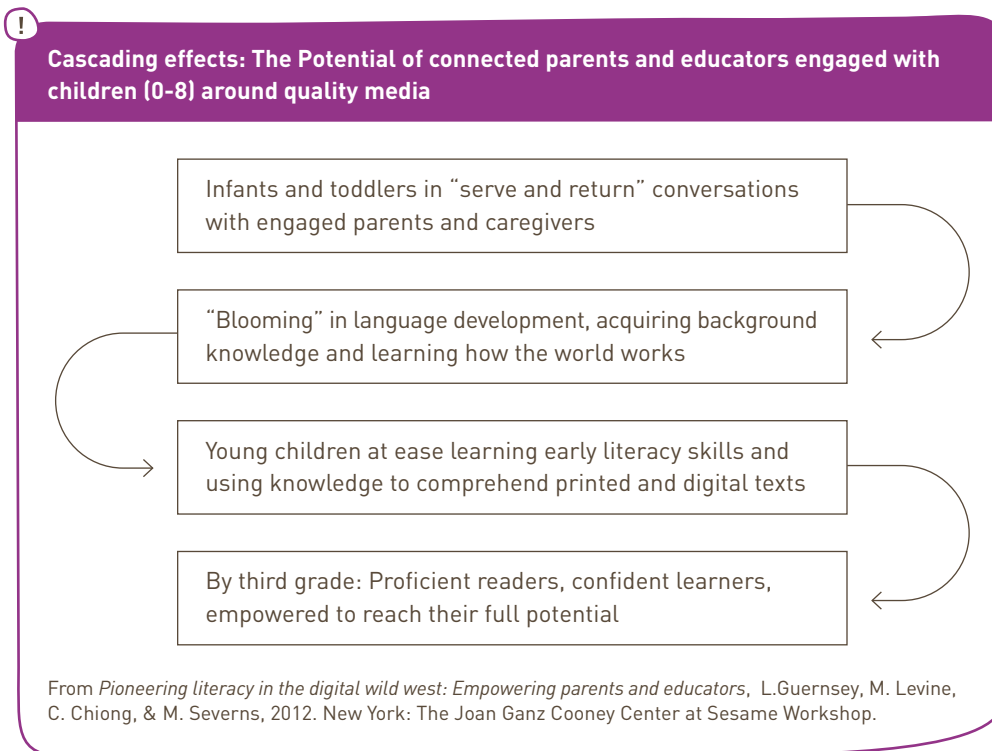 !
Cascading effects: The Potential of connected parents and educators engaged with
children (0-8) around quality media
Infants and toddlers in “serve and return” conversations
with engaged parents and caregivers
“Blooming” in language development, acquiring background
knowledge and learning how the world works
Young children at ease learning early literacy skills and
using knowledge to comprehend printed and digital texts
By third grade: Proficient readers, confident learners,
empowered to reach their full potential
From Pioneering literacy in the digital wild west: Empowering parents and educators, L.Guernsey, M. Levine,
C. Chiong, & M. Severns, 2012. New York: The Joan Ganz Cooney Center at Sesame Workshop.